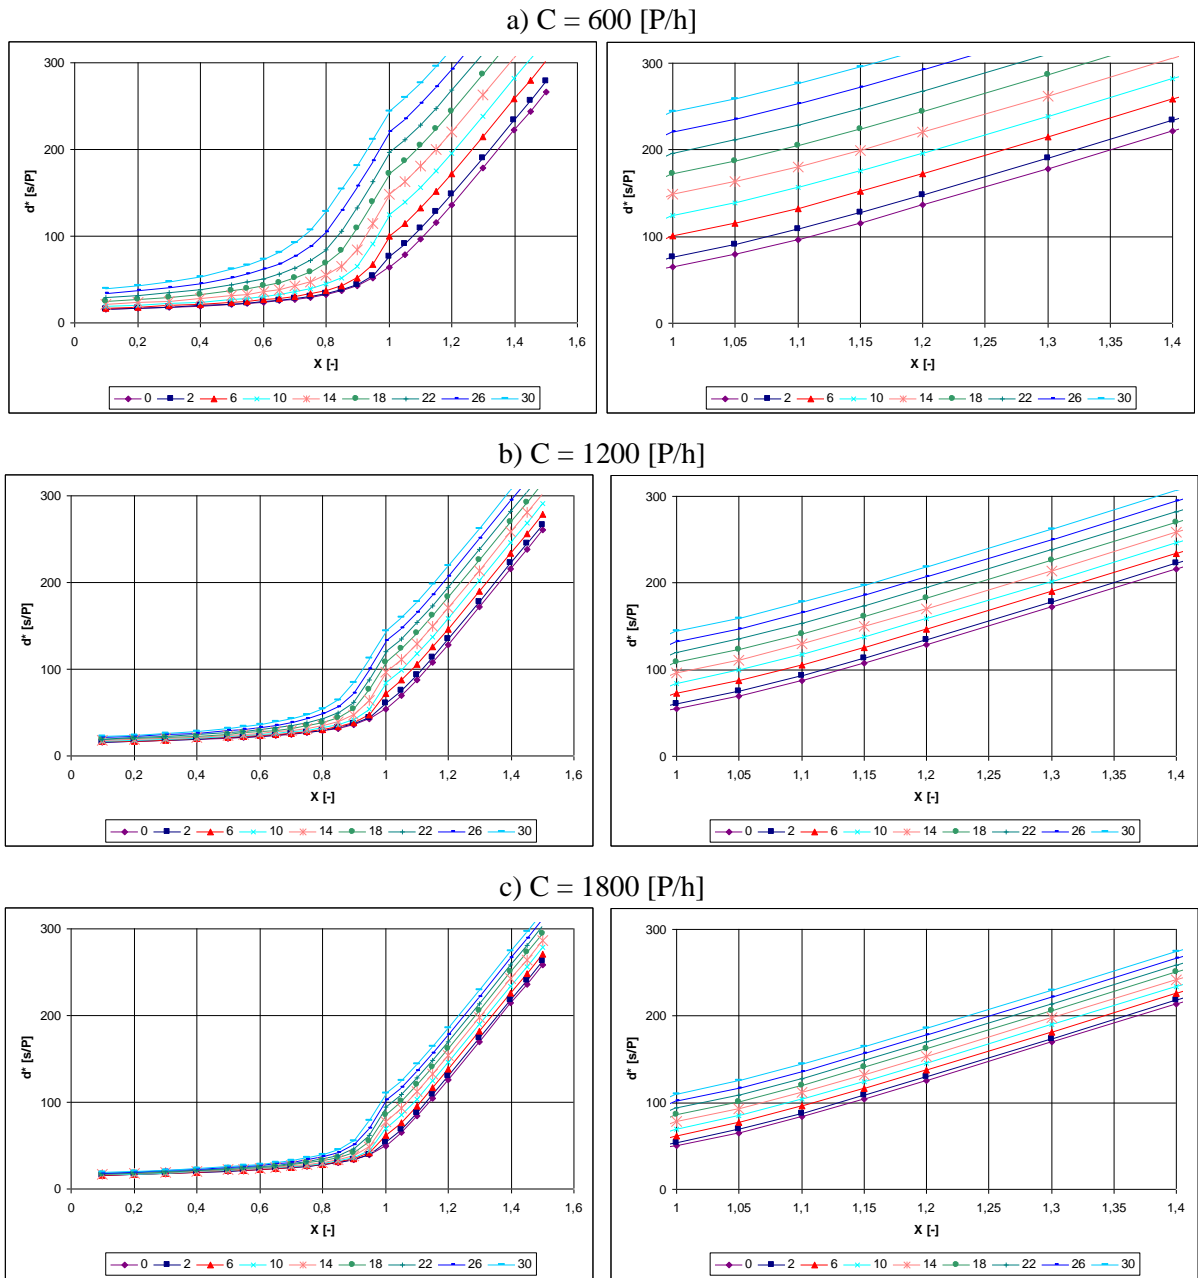 a) C = 600 [P/h]
300
200
100
0
d* [s/P]
0 0,2 0,4 0,6 0,8 1 1,2 1,4 1,6
X [-]
0 2 6 10 14 18 22 26 30
300
200
100
0
d* [s/P]
1 1,05 1,1 1,15 1,2 1,25 1,3 1,35 1,4
X [-]
0 2 6 10 14 18 22 26 30
b) C = 1200 [P/h]
300
200
100
0
d* [s/P]
0 0,2 0,4 0,6 0,8 1 1,2 1,4 1,6
X [-]
0 2 6 10 14 18 22 26 30
300
200
100
0
d* [s/P]
1 1,05 1,1 1,15 1,2 1,25 1,3 1,35 1,4
X [-]
0 2 6 10 14 18 22 26 30
c) C = 1800 [P/h]
300
200
100
0
d* [s/P]
0 0,2 0,4 0,6 0,8 1 1,2 1,4 1,6
X [-]
0 2 6 10 14 18 22 26 30
300
200
100
0
d* [s/P]
1 1,05 1,1 1,15 1,2 1,25 1,3 1,35 1,4
X [-]
0 2 6 10 14 18 22 26 30